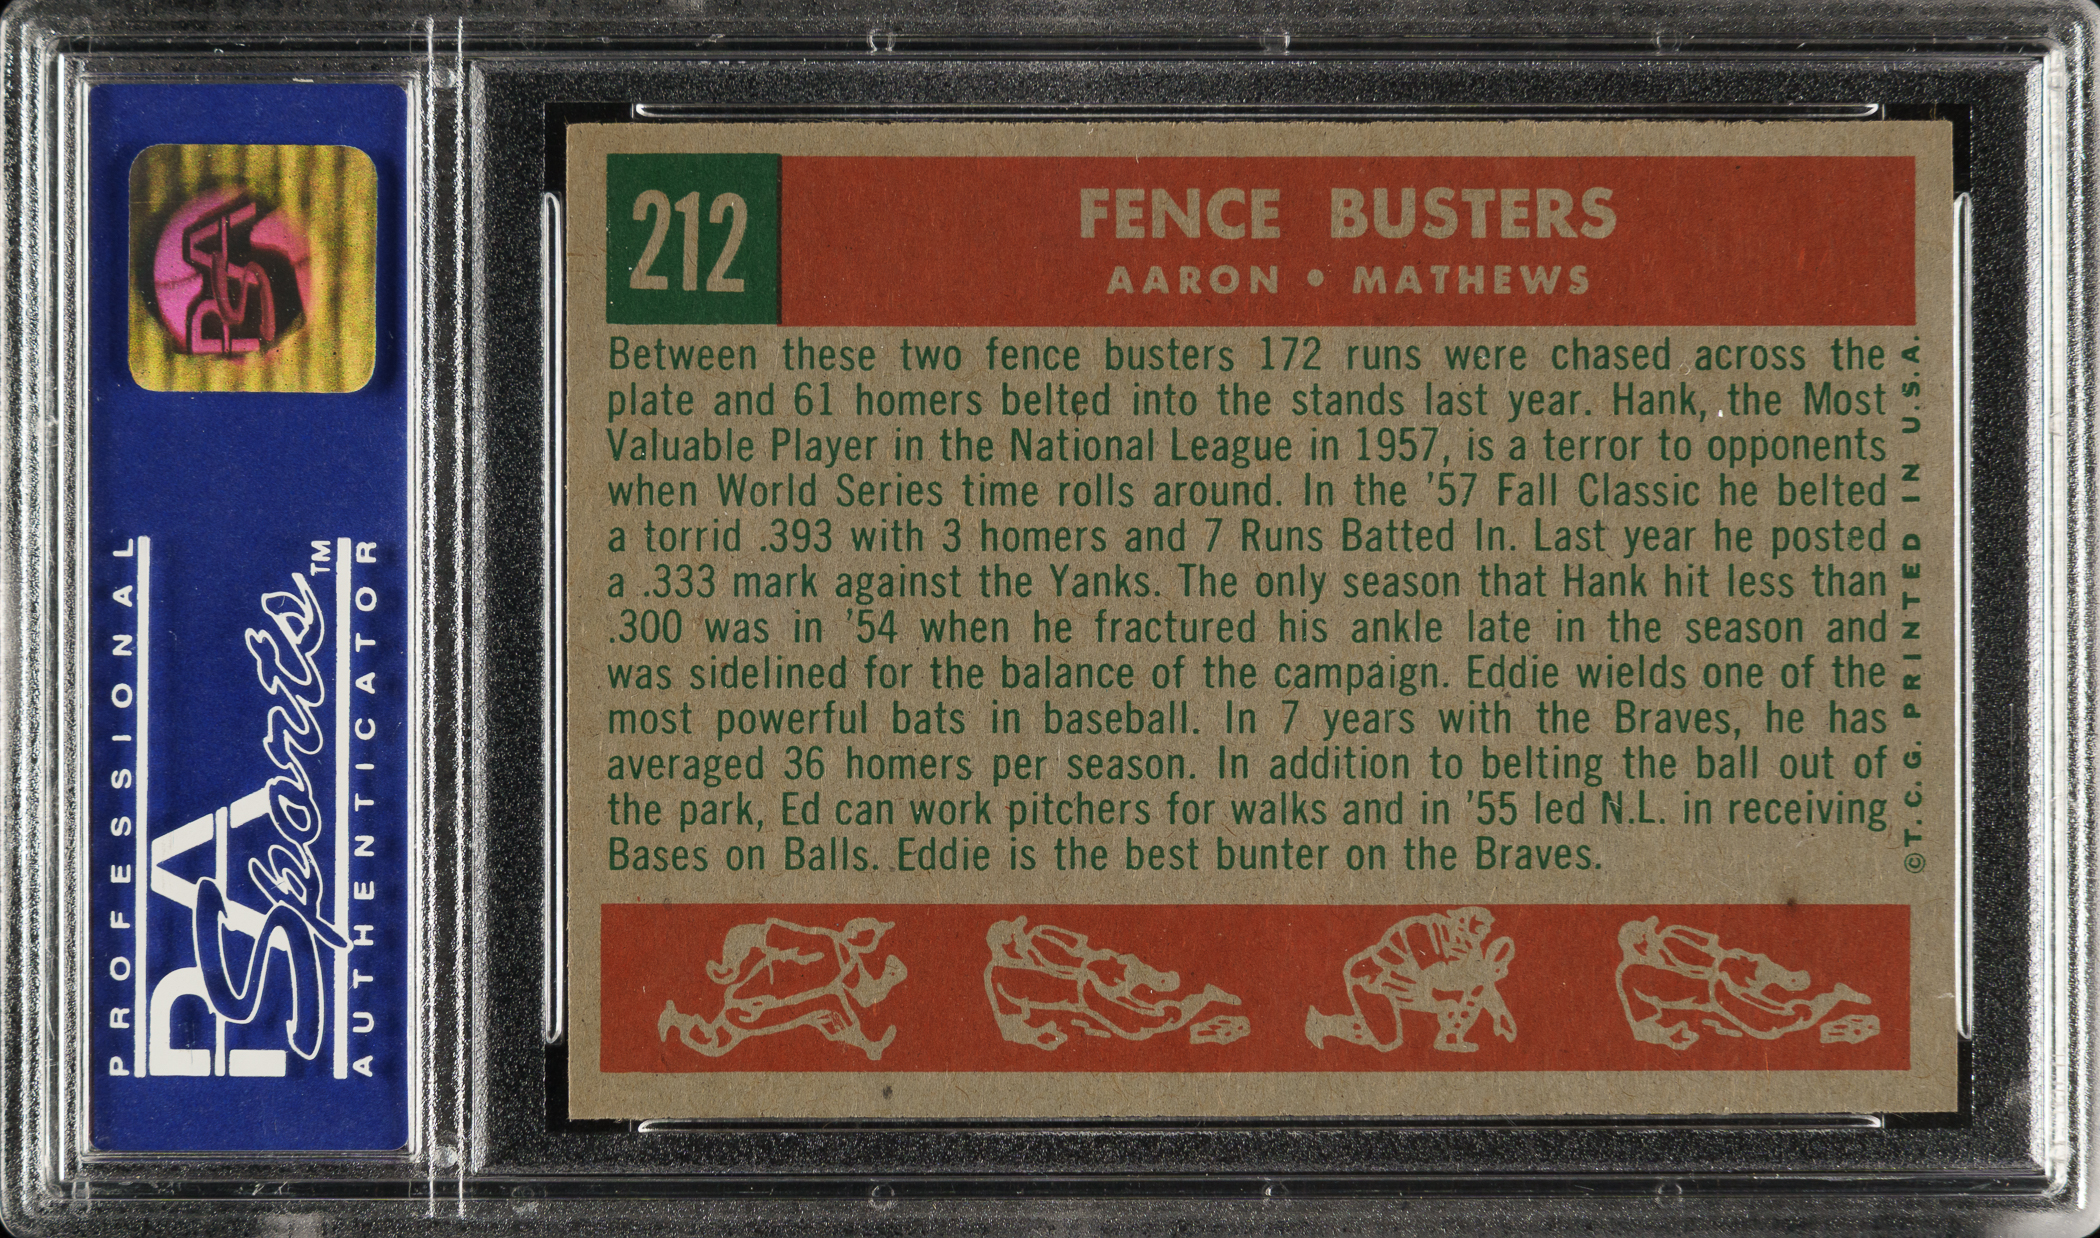 PSA
PROFESSIONAL
PSA
Sports™
AUTHENTICATOR
212
FENCE BUSTERS
AARON • MATHEWS
Between these two fence busters 172 runs were chased across the
plate and 61 homers belted into the stands last year. Hank, the Most
Valuable Player in the National League in 1957, is a terror to opponents
when World Series time rolls around. In the '57 Fall Classic he belted
a torrid .393 with 3 homers and 7 Runs Batted In. Last year he posted
a .333 mark against the Yanks. The only season that Hank hit less than
.300 was in '54 when he fractured his ankle late in the season and
was sidelined for the balance of the campaign. Eddie wields one of the
most powerful bats in baseball. In 7 years with the Braves, he has
averaged 36 homers per season. In addition to belting the ball out of
the park, Ed can work pitchers for walks and in '55 led N.L. in receiving
Bases on Balls. Eddie is the best bunter on the Braves.
©T.C.G. PRINTED IN U.S.A.